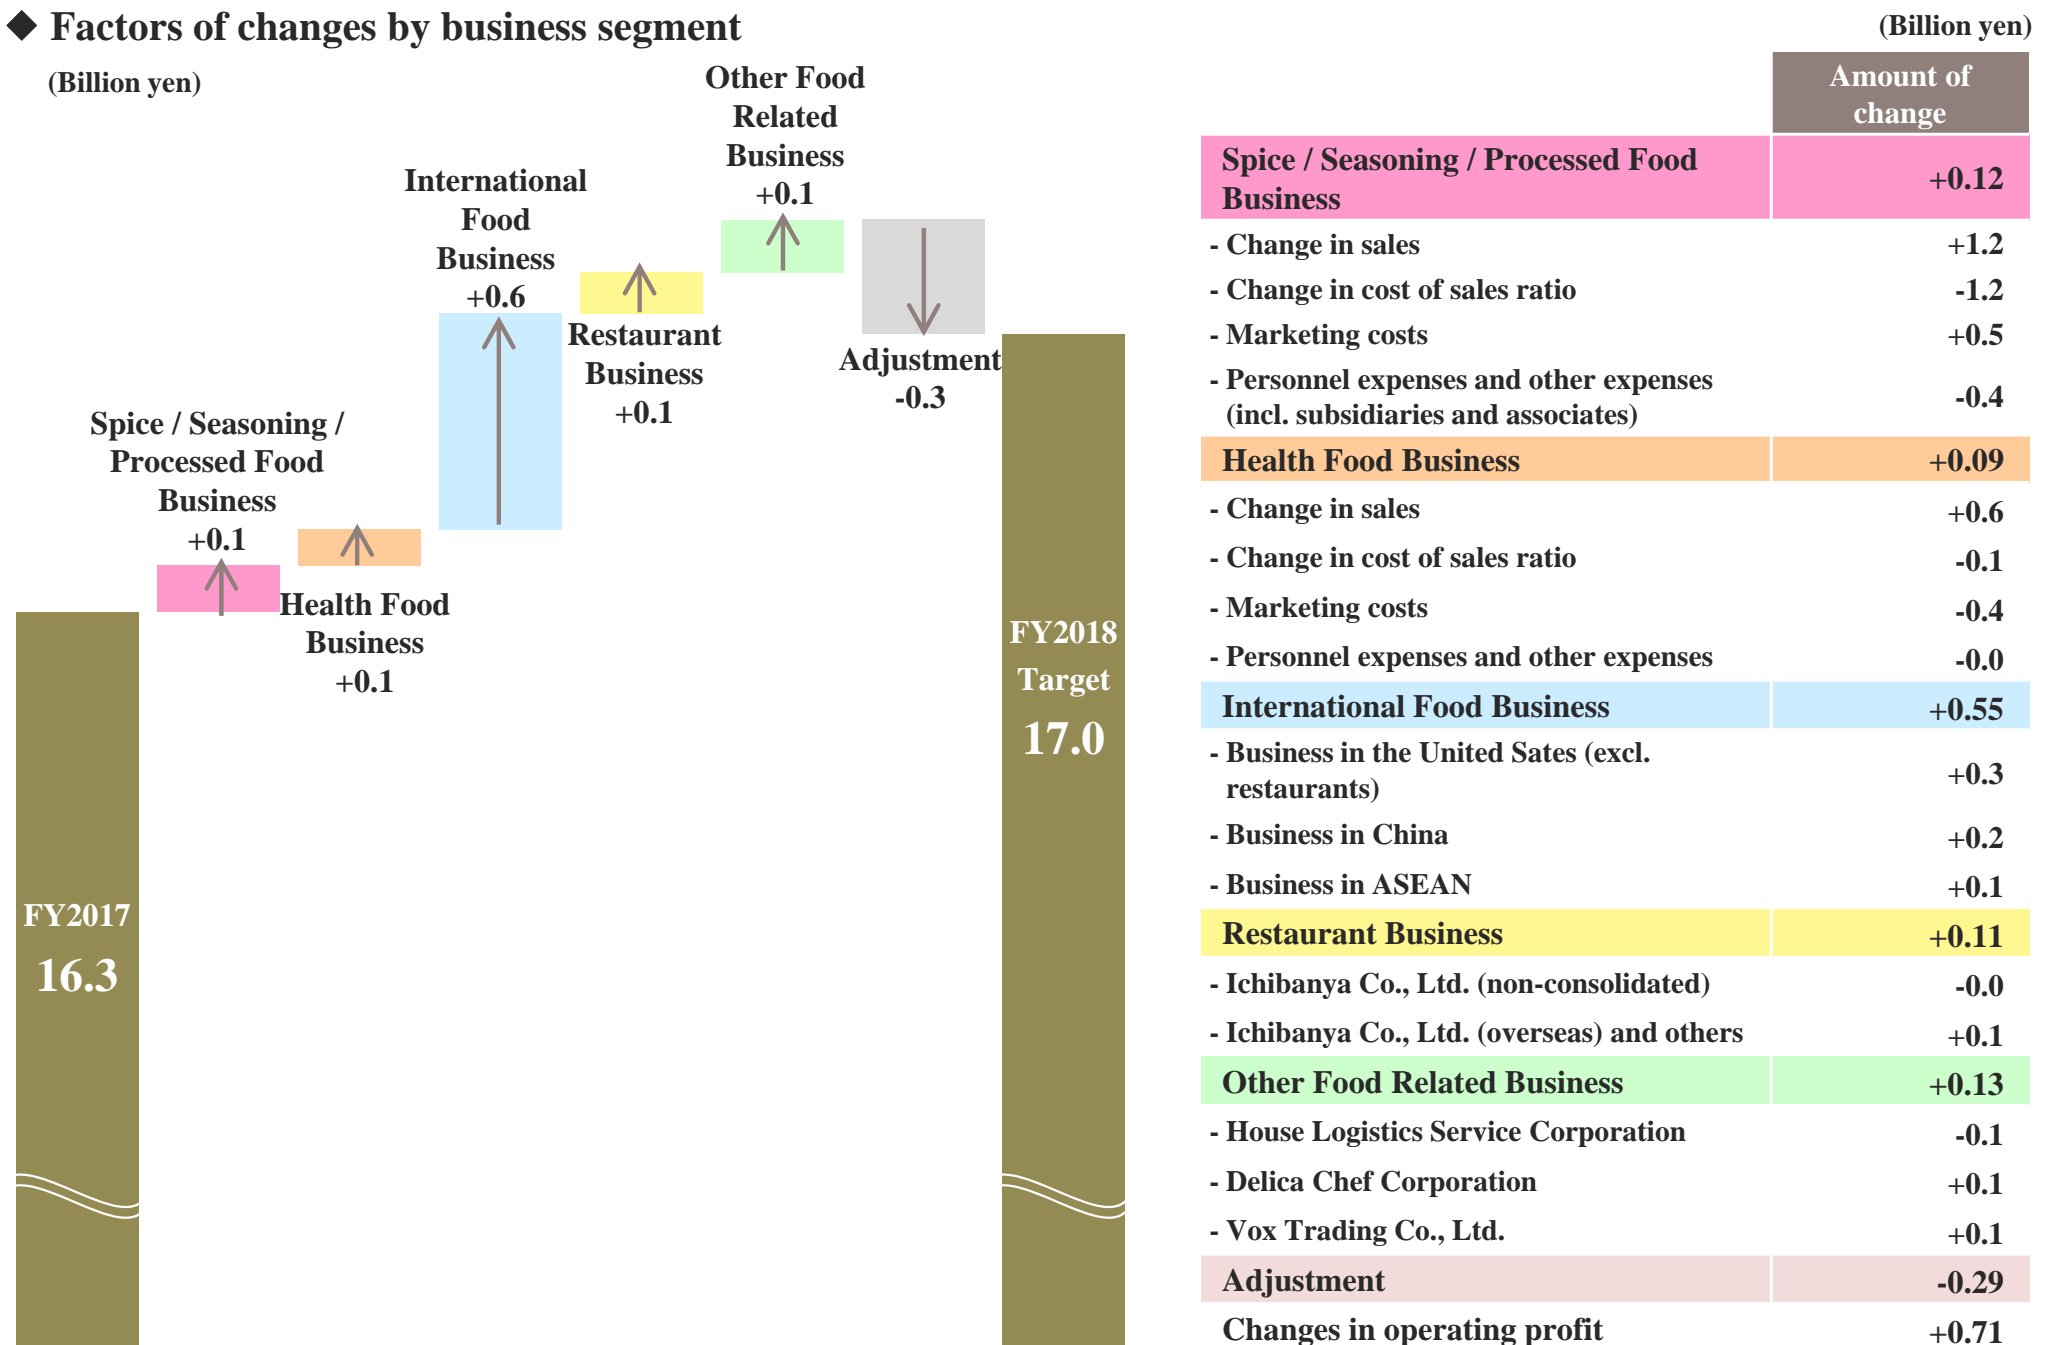 ◆ Factors of changes by business segment
(Billion yen)
Other Food
Related
Business
+0.1
International
Food
Business
+0.6
Restaurant
Business
+0.1
Adjustment
-0.3
Spice / Seasoning /
Processed Food
Business
+0.1
Health Food
Business
+0.1
FY2017
16.3
FY2018
Target
17.0
(Billion yen)
Amount of
change
Spice / Seasoning / Processed Food
Business
+0.12
- Change in sales +1.2
- Change in cost of sales ratio -1.2
- Marketing costs +0.5
- Personnel expenses and other expenses
(incl. subsidiaries and associates)
-0.4
Health Food Business +0.09
- Change in sales +0.6
- Change in cost of sales ratio -0.1
- Marketing costs -0.4
- Personnel expenses and other expenses -0.0
International Food Business +0.55
- Business in the United Sates (excl.
restaurants)
+0.3
- Business in China +0.2
- Business in ASEAN +0.1
Restaurant Business +0.11
- Ichibanya Co., Ltd. (non-consolidated) -0.0
- Ichibanya Co., Ltd. (overseas) and others +0.1
Other Food Related Business +0.13
- House Logistics Service Corporation -0.1
- Delica Chef Corporation +0.1
- Vox Trading Co., Ltd. +0.1
Adjustment -0.29
Changes in operating profit +0.71